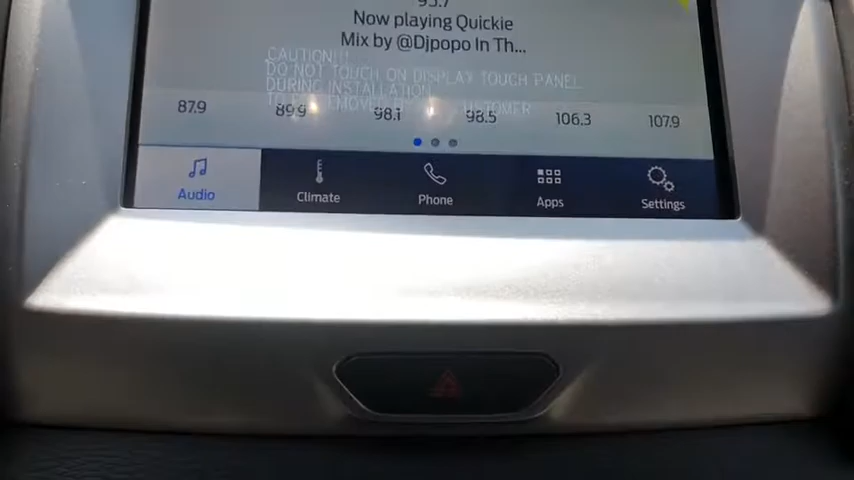 93.7
Now playing Quickie
Mix by @Djpopo In Th...
CAUTION!!!
DO NOT TOUCH ON DISPLAY TOUCH PANEL
DURING INSTALLATION.
CUSTOMER
87.9 89.9 98.1 98.5 106.3 107.9
Audio Climate Phone Apps Settings